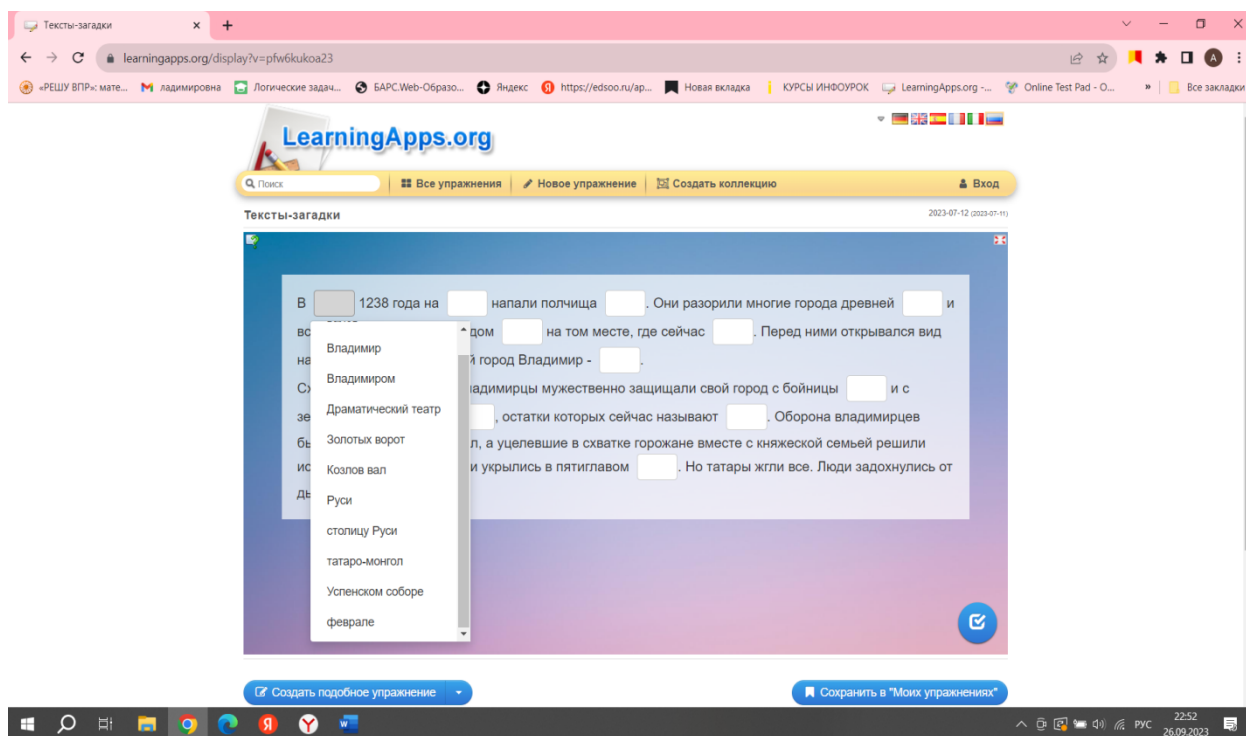 Тексты-загадки
learningapps.org/display?v=pfw6kukoa23
A
«РЕШУ ВПР»: мате... ладимировна Логические задач... БАРС.Web-Образо... Яндекс https://edsoo.ru/ap... Новая вкладка КУРСЫ ИНФОУРОК LearningApps.org -... Online Test Pad - O... » Все закладки
LearningApps.org
Поиск Все упражнения Новое упражнение Создать коллекцию Вход
Тексты-загадки 2023-07-12 (2023-07-11)
В 1238 года на напали полчища . Они разорили многие города древней и
вс дом на том месте, где сейчас . Перед ними открывался вид
на й город Владимир - .
Сх ладимирцы мужественно защищали свой город с бойницы и с
зе , остатки которых сейчас называют . Оборона владимирцев
бы л, а уцелевшие в схватке горожане вместе с княжеской семьей решили
ис и укрылись в пятиглавом . Но татары жгли все. Люди задохнулись от
ды
Владимир
Владимиром
Драматический театр
Золотых ворот
Козлов вал
Руси
столицу Руси
татаро-монгол
Успенском соборе
феврале
Создать подобное упражнение Сохранить в "Моих упражнениях"
РУС 22:52
26.09.2023